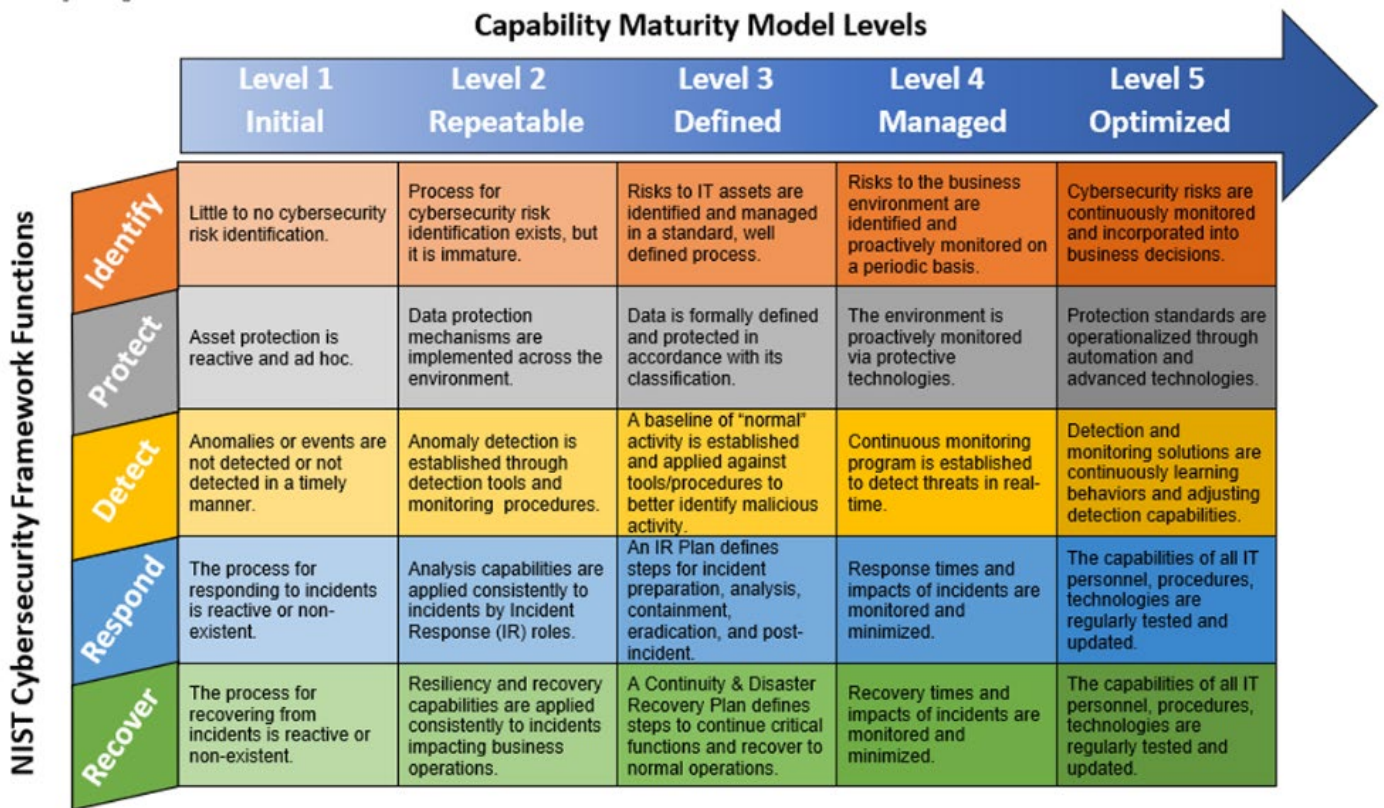 Capability Maturity Model Levels
Level 1
Initial
Level 2
Repeatable
Level 3
Defined
Level 4
Managed
Level 5
Optimized
NIST Cybersecurity Framework Functions
Identify
Little to no cybersecurity
risk identification.
Process for
cybersecurity risk
identification exists, but
it is immature.
Risks to IT assets are
identified and managed
in a standard, well
defined process.
Risks to the business
environment are
identified and
proactively monitored on
a periodic basis.
Cybersecurity risks are
continuously monitored
and incorporated into
business decisions.
Protect
Asset protection is
reactive and ad hoc.
Data protection
mechanisms are
implemented across the
environment.
Data is formally defined
and protected in
accordance with its
classification.
The environment is
proactively monitored
via protective
technologies.
Protection standards are
operationalized through
automation and
advanced technologies.
Detect
Anomalies or events are
not detected or not
detected in a timely
manner.
Anomaly detection is
established through
detection tools and
monitoring procedures.
A baseline of “normal”
activity is established
and applied against
tools/procedures to
better identify malicious
activity.
Continuous monitoring
program is established
to detect threats in real-
time.
Detection and
monitoring solutions are
continuously learning
behaviors and adjusting
detection capabilities.
Respond
The process for
responding to incidents
is reactive or non-
existent.
Analysis capabilities are
applied consistently to
incidents by Incident
Response (IR) roles.
An IR Plan defines
steps for incident
preparation, analysis,
containment,
eradication, and post-
incident.
Response times and
impacts of incidents are
monitored and
minimized.
The capabilities of all IT
personnel, procedures,
technologies are
regularly tested and
updated.
Recover
The process for
recovering from
incidents is reactive or
non-existent.
Resiliency and recovery
capabilities are applied
consistently to incidents
impacting business
operations.
A Continuity & Disaster
Recovery Plan defines
steps to continue critical
functions and recover to
normal operations.
Recovery times and
impacts of incidents are
monitored and
minimized.
The capabilities of all IT
personnel, procedures,
technologies are
regularly tested and
updated.